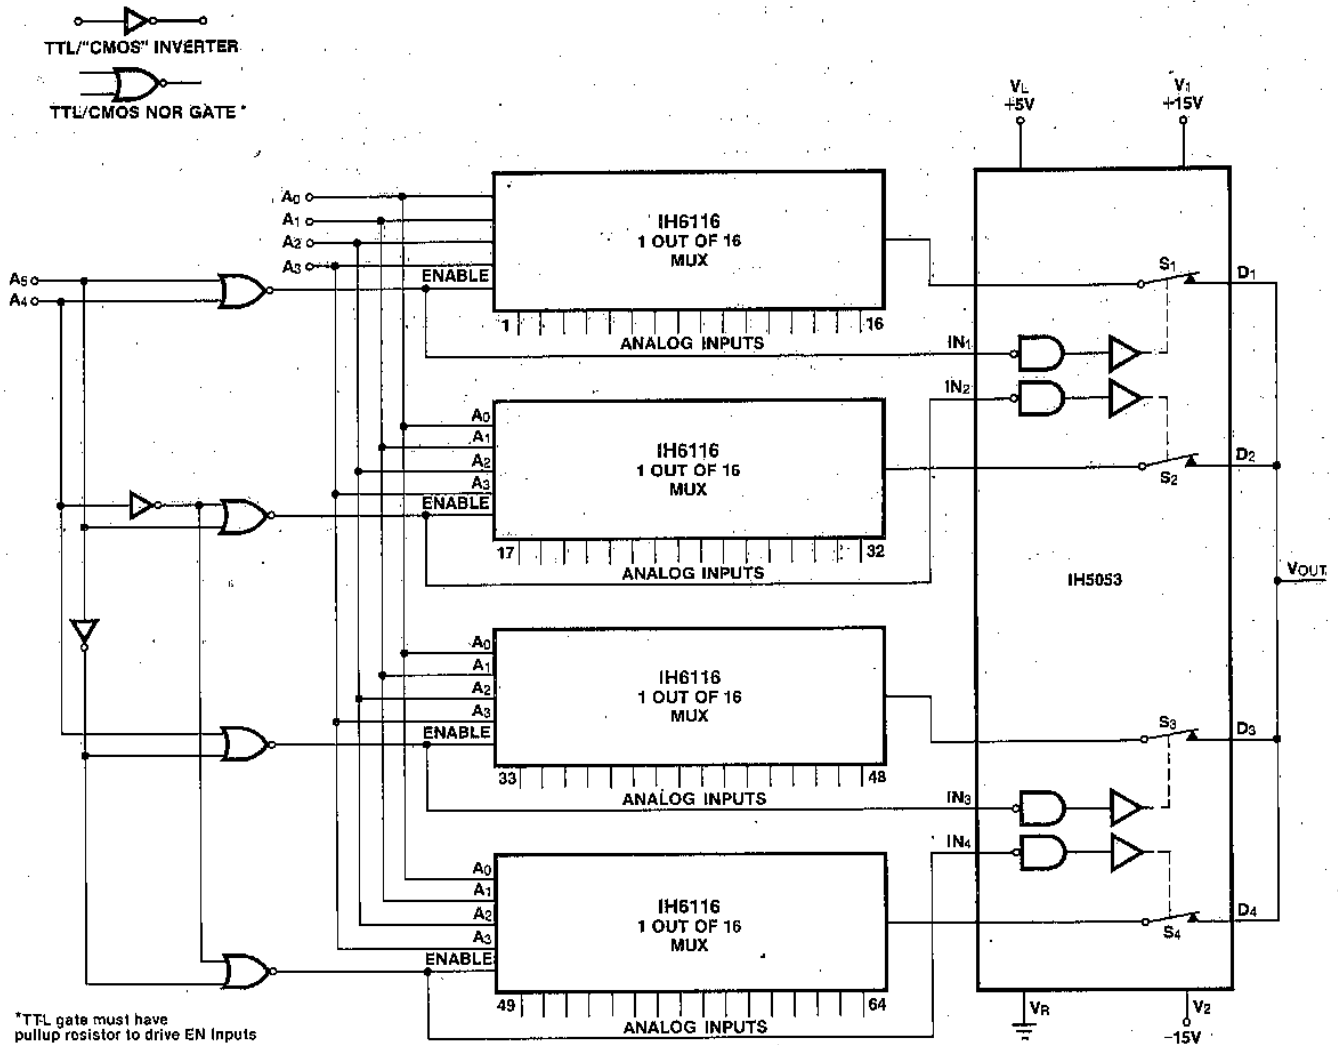 TTL/"CMOS" INVERTER
TTL/CMOS NOR GATE *
VL
+5V
V1
+15V
A0
A1
A2
A3
ENABLE
IH6116
1 OUT OF 16
MUX
1
16
ANALOG INPUTS
A5
A4
S1
D1
IN1
IN2
A0
A1
A2
A3
ENABLE
IH6116
1 OUT OF 16
MUX
17
32
ANALOG INPUTS
S2
D2
IH5053
VOUT
A0
A1
A2
A3
ENABLE
IH6116
1 OUT OF 16
MUX
33
48
ANALOG INPUTS
S3
D3
IN3
IN4
A0
A1
A2
A3
ENABLE
IH6116
1 OUT OF 16
MUX
49
64
ANALOG INPUTS
S4
D4
VR
V2
-15V
*TTL gate must have
pullup resistor to drive EN Inputs